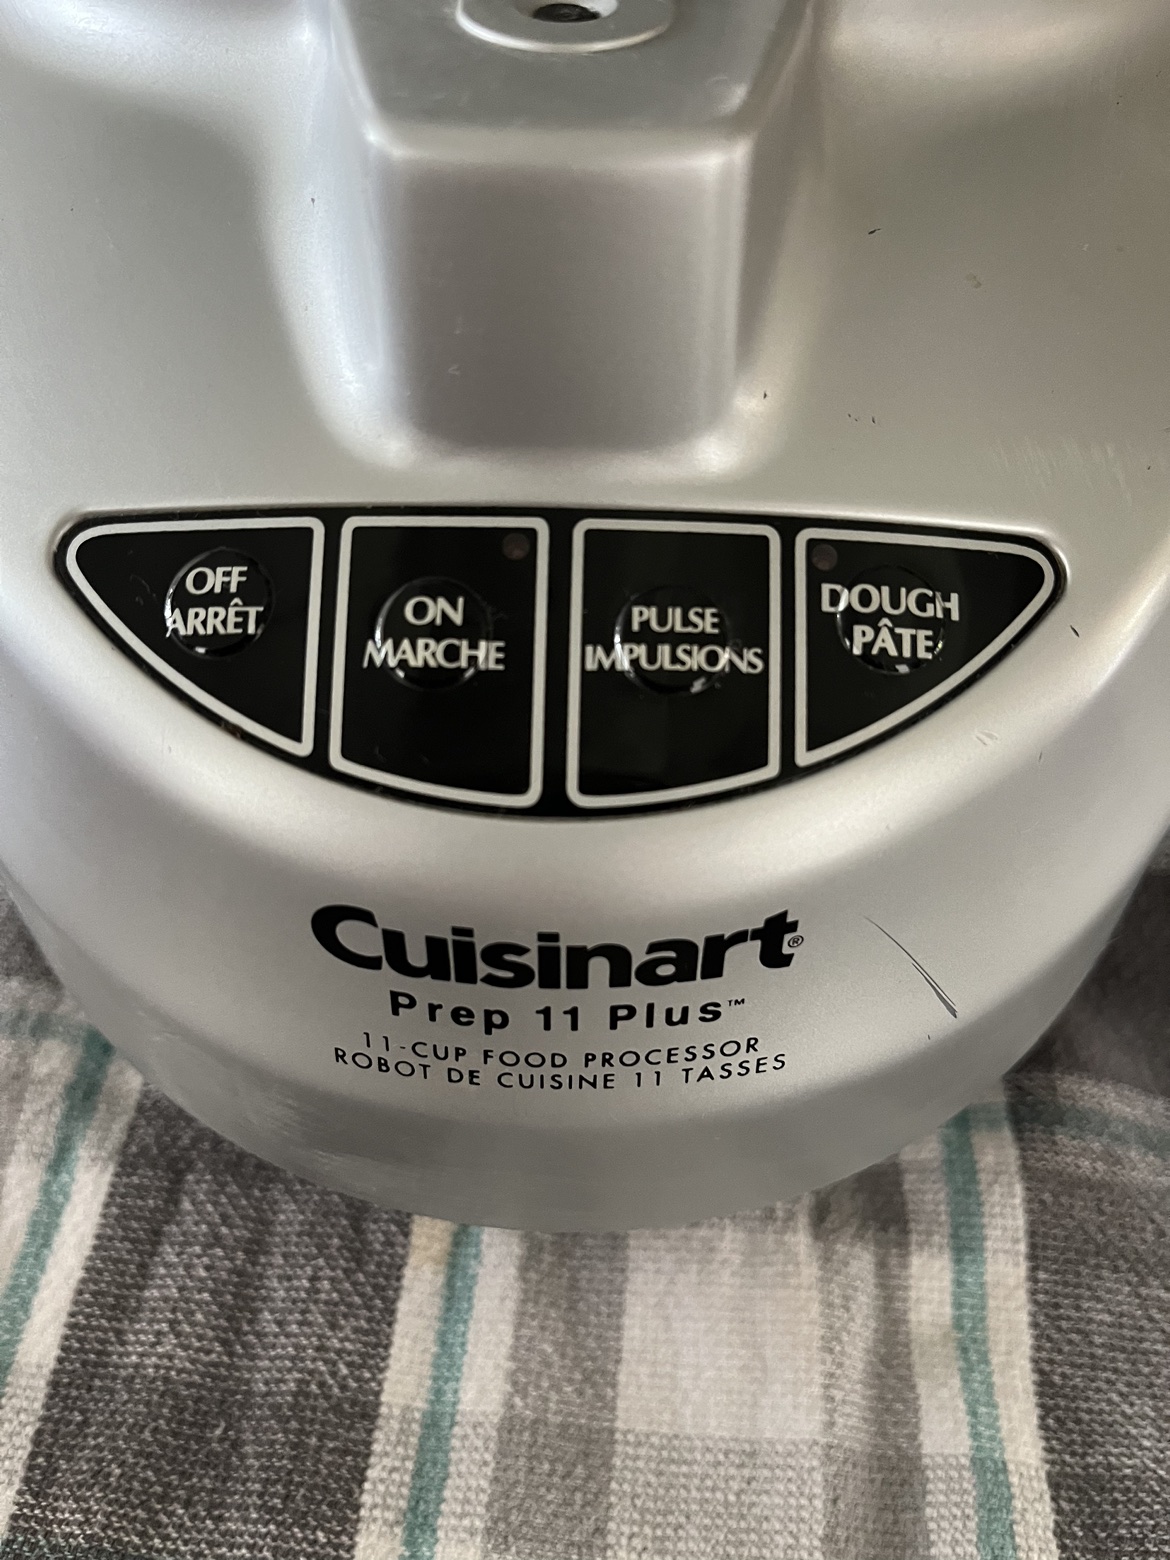 OFF
ARRÊT
ON
MARCHE
PULSE
IMPULSIONS
DOUGH
PÂTE
Cuisinart®
Prep 11 Plus™
11-CUP FOOD PROCESSOR
ROBOT DE CUISINE 11 TASSES